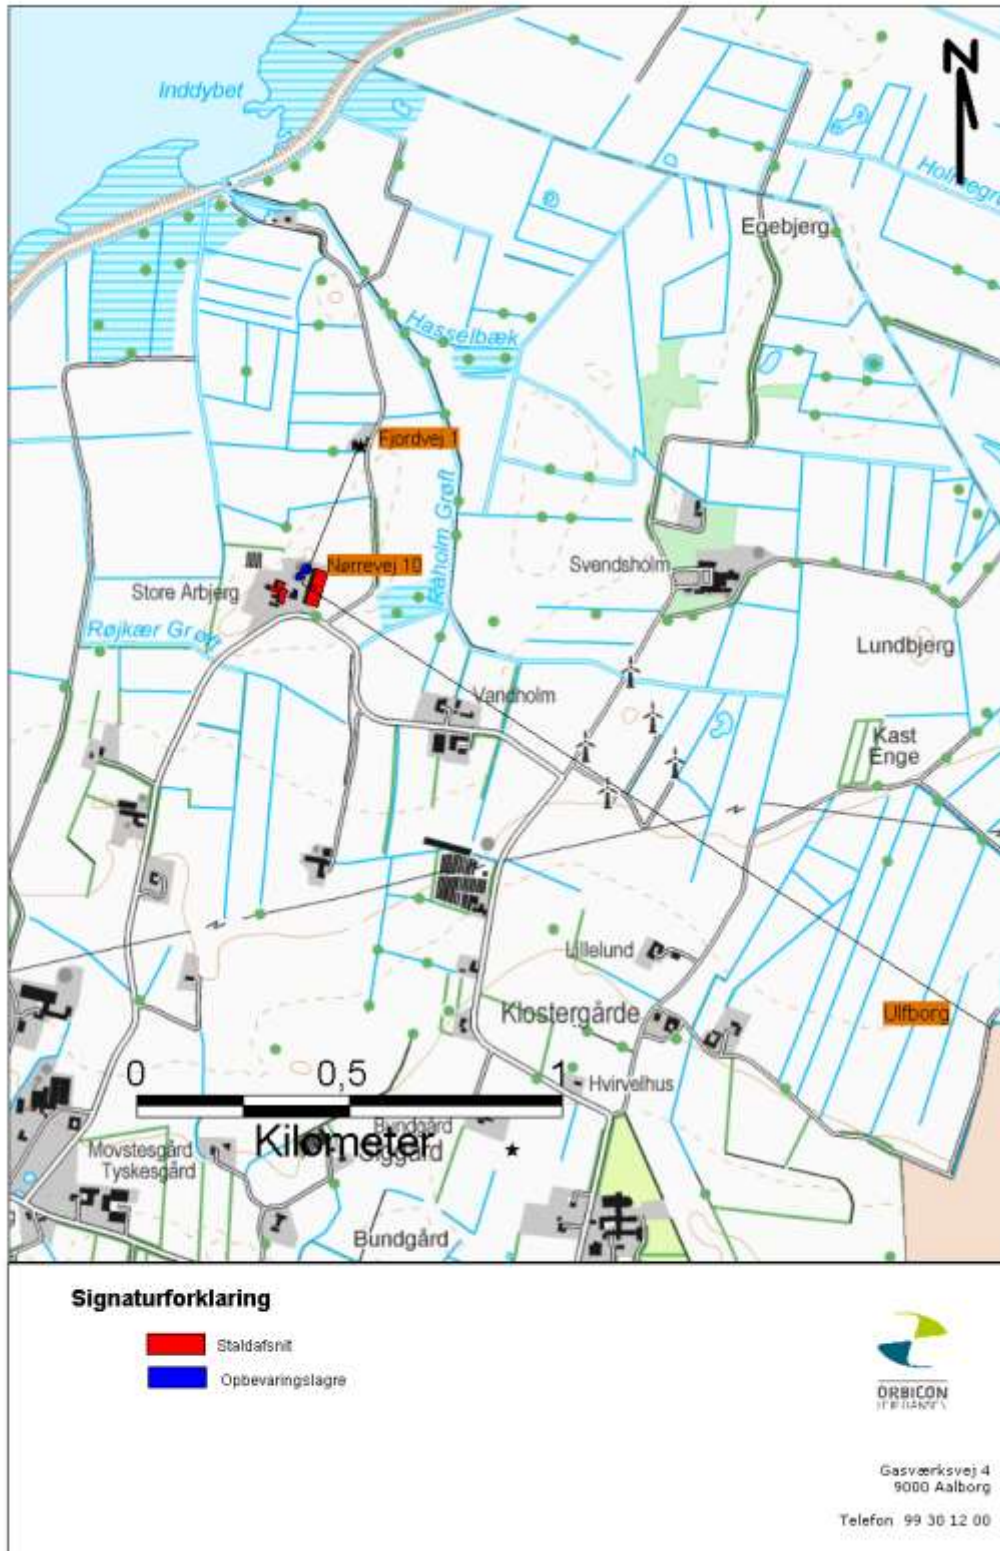 Inddybet
N
Holmegr
Egebjerg
Hasselbæk
Fjordvej 1
Råholm Grøft
Nørrevej 10
Store Arbjerg
Svendsholm
Røjkær Grøft
Lundbjerg
Vandholm
Kast
Enge
Lillelund
Klostergårde
Ulfborg
0 0,5 1
Hvirvelhus
Kilometer
Bundgård
Siggård
Movstesgård
Tyskesgård
Bundgård
Signaturforklaring
Staldafsnit
Opbevaringslagre
ORBICON
Gasværksvej 4
9000 Aalborg
Telefon 99 30 12 00